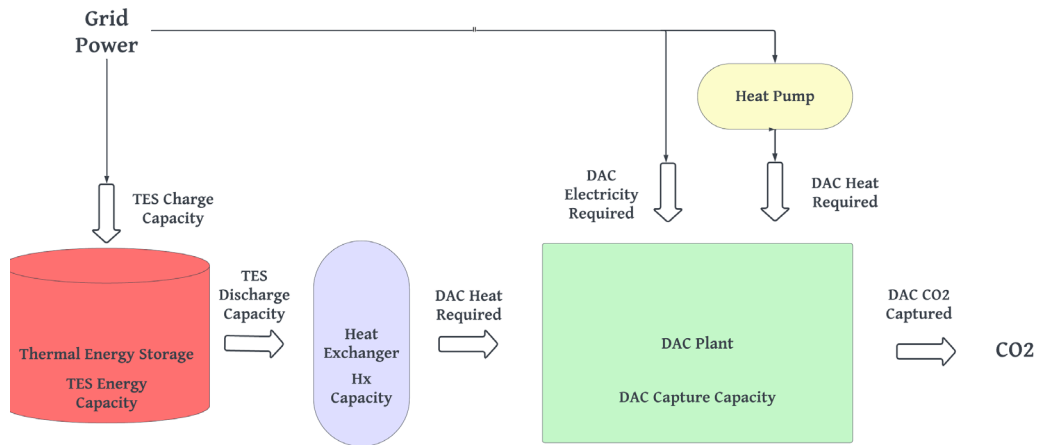 Grid
Power
Heat Pump
TES Charge
Capacity
DAC
Electricity
Required
DAC Heat
Required
TES
Discharge
Capacity
DAC Heat
Required
DAC CO2
Captured
Thermal Energy Storage
TES Energy
Capacity
Heat
Exchanger
Hx
Capacity
DAC Plant
DAC Capture Capacity
CO2